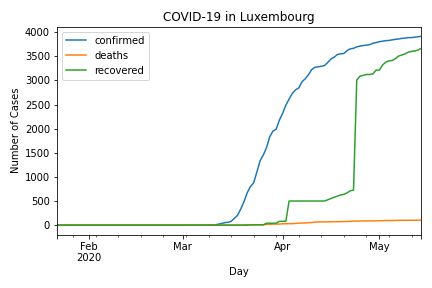 COVID-19 in Luxembourg
confirmed
deaths
recovered
Number of Cases
4000
3500
3000
2500
2000
1500
1000
500
0
Feb
2020
Mar
Apr
May
Day